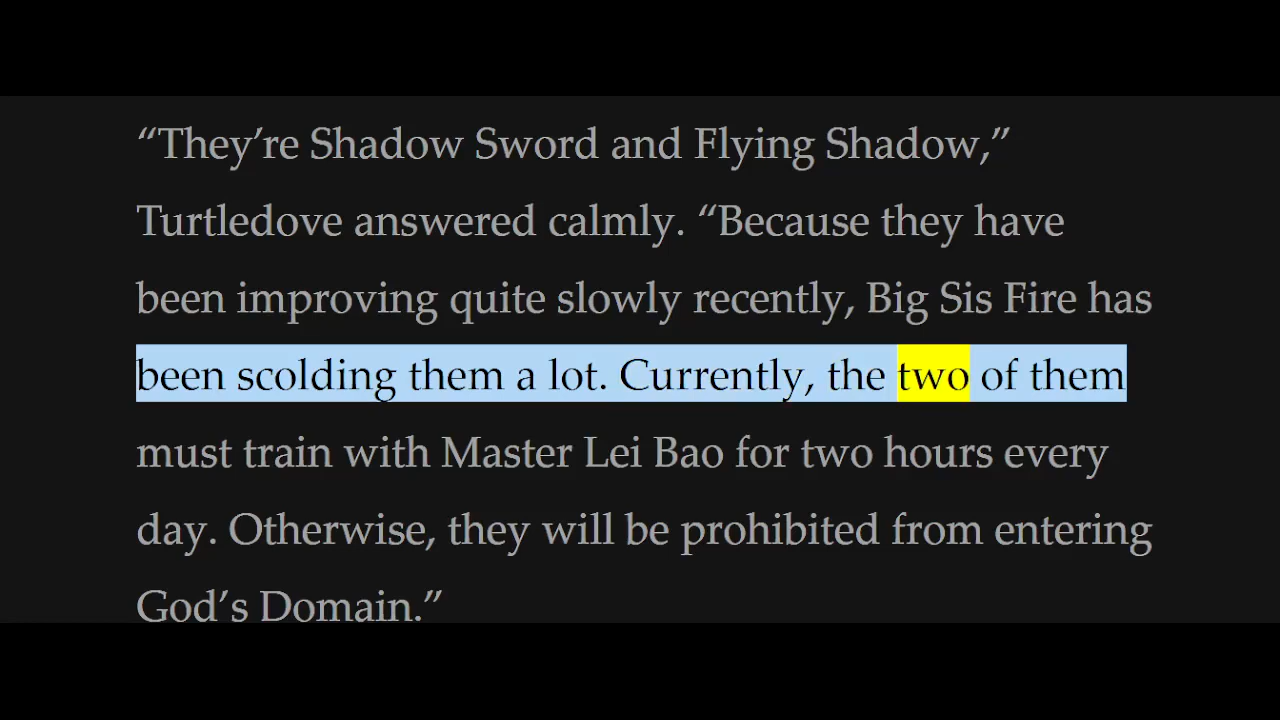 “They’re Shadow Sword and Flying Shadow,”
Turtledove answered calmly. “Because they have
been improving quite slowly recently, Big Sis Fire has
been scolding them a lot. Currently, the two of them
must train with Master Lei Bao for two hours every
day. Otherwise, they will be prohibited from entering
God’s Domain.”